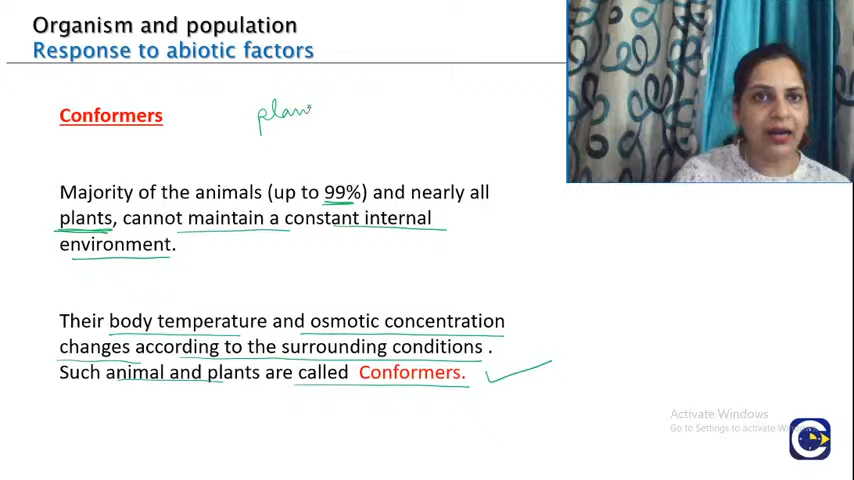 Organism and population
Response to abiotic factors
Conformers
plan
Majority of the animals (up to 99%) and nearly all
plants, cannot maintain a constant internal
environment.
Their body temperature and osmotic concentration
changes according to the surrounding conditions .
Such animal and plants are called Conformers.
Activate Windows
Go to Settings to activate Windows.